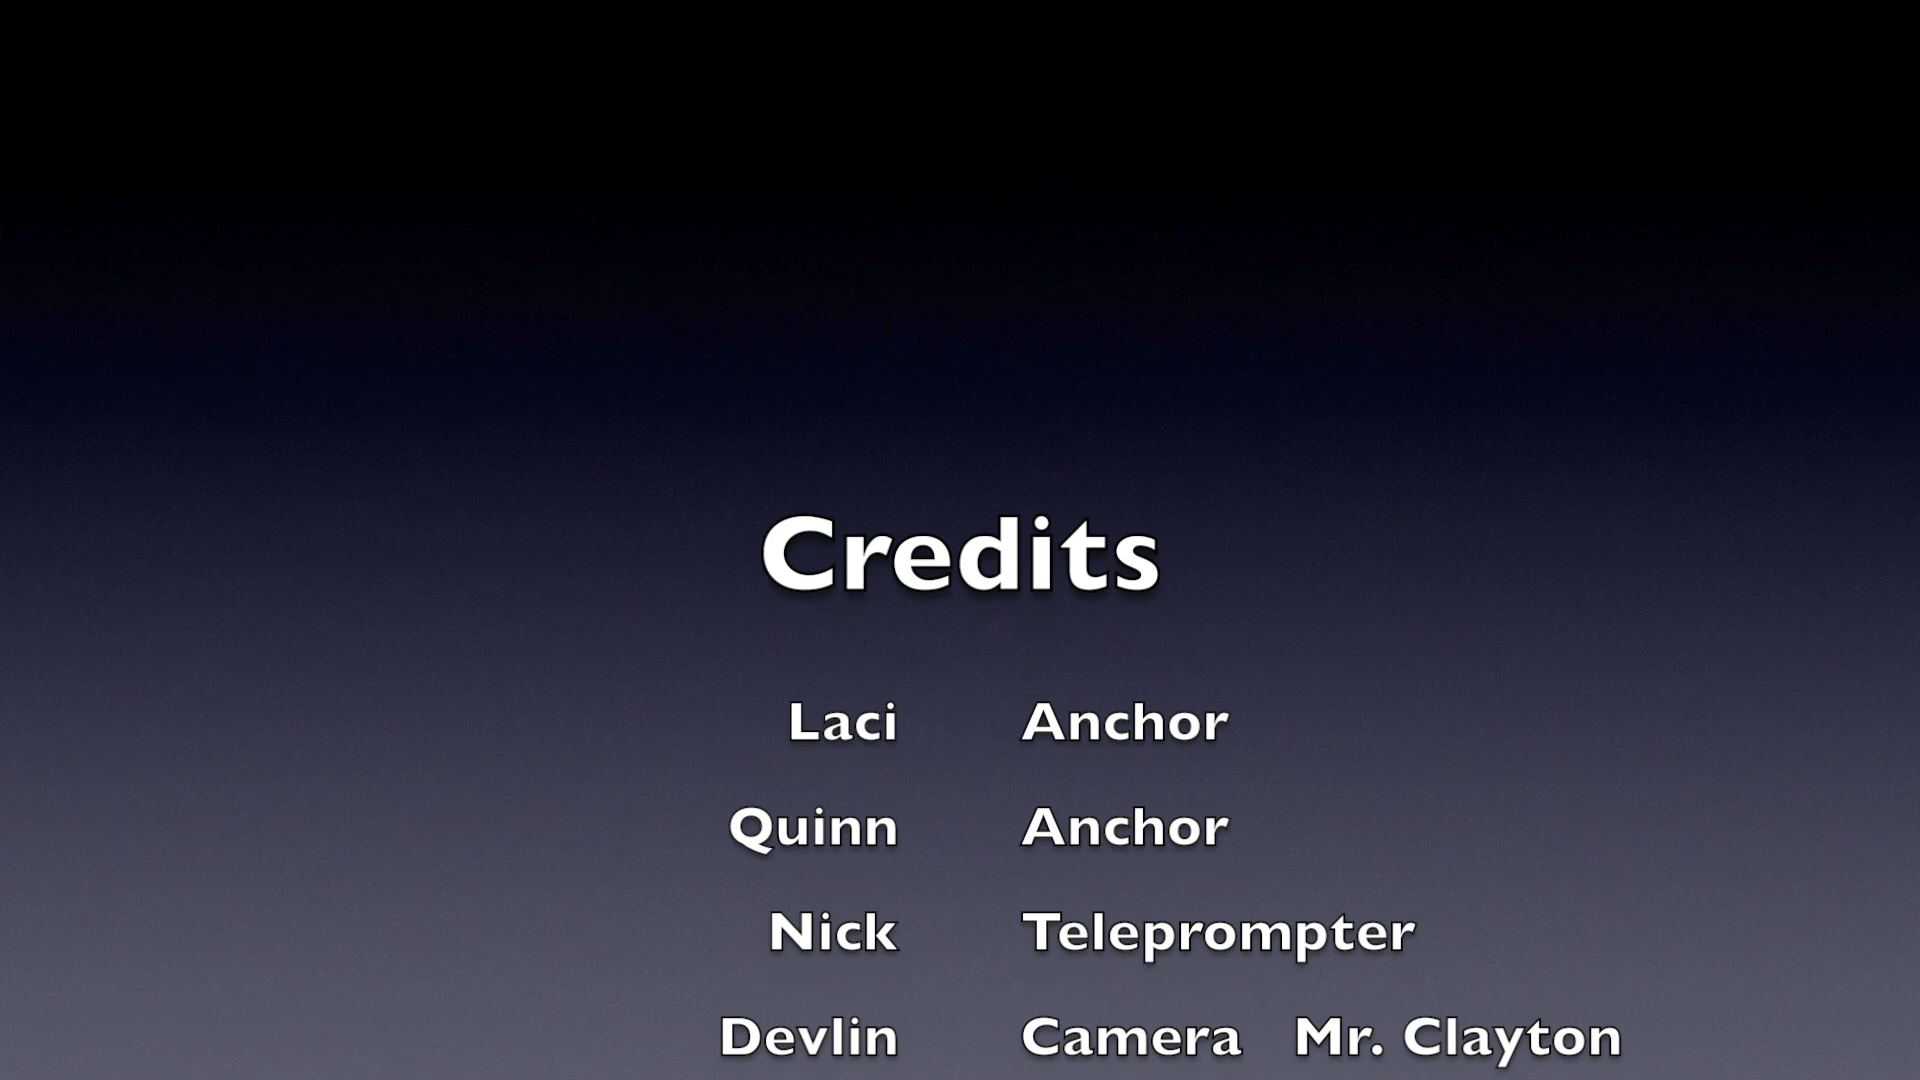 Credits
Laci Anchor
Quinn Anchor
Nick Teleprompter
Devlin Camera Mr. Clayton